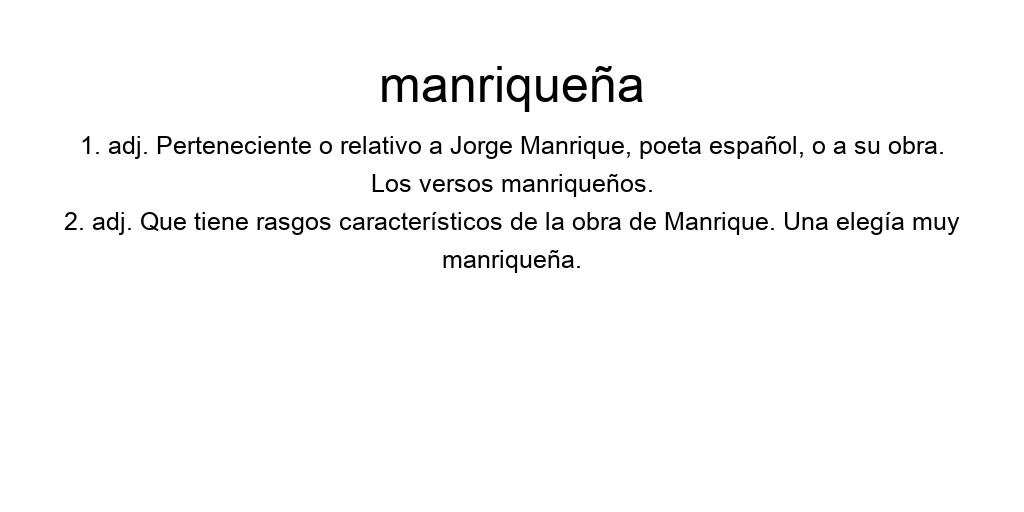 manriqueña
1. adj. Perteneciente o relativo a Jorge Manrique, poeta español, o a su obra.
Los versos manriqueños.
2. adj. Que tiene rasgos característicos de la obra de Manrique. Una elegía muy
manriqueña.